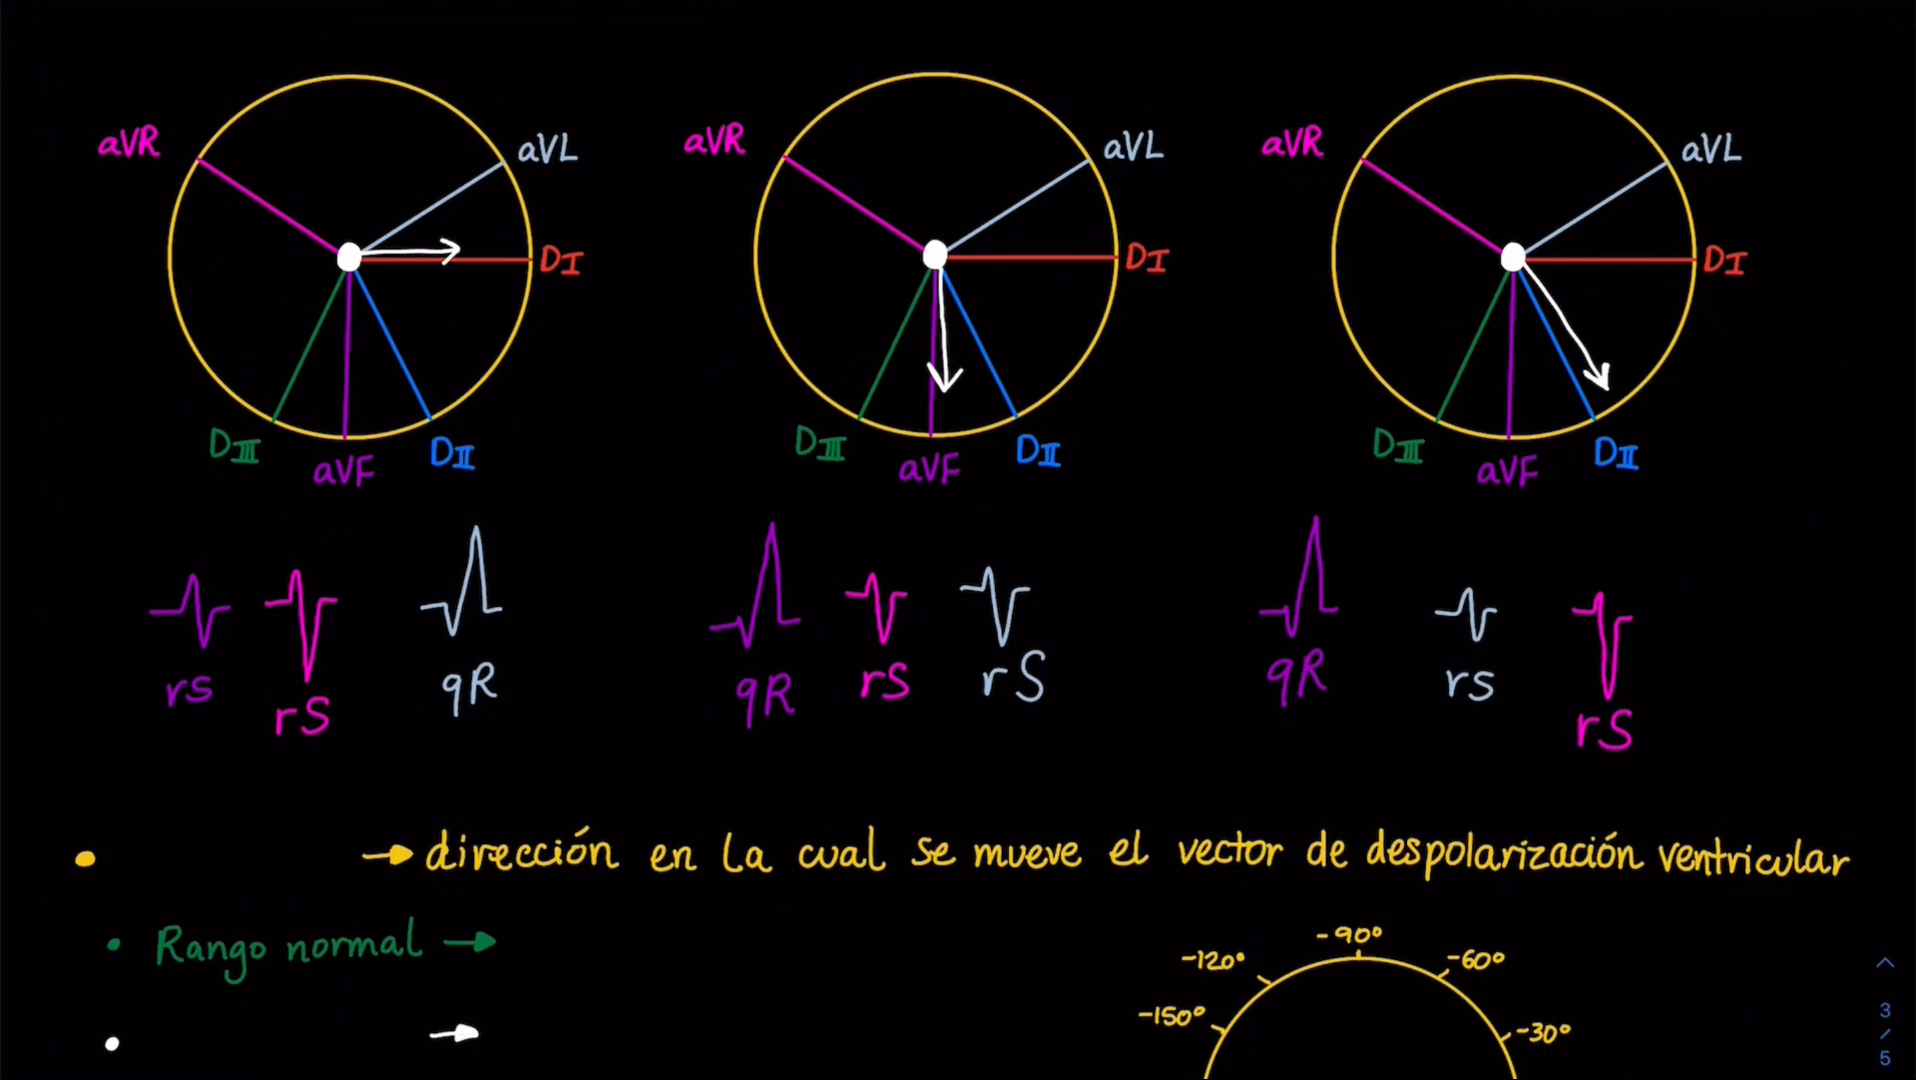 aVR aVL aVR aVL aVR aVL
DI DI DI
DIII aVF DII DIII aVF DII DIII aVF DII
rs rS qR qR rS rS qR rs rS
→ dirección en la cual se mueve el vector de despolarización ventricular
• Rango normal →
-120° -90° -60°
-150° -30°
3
/
5